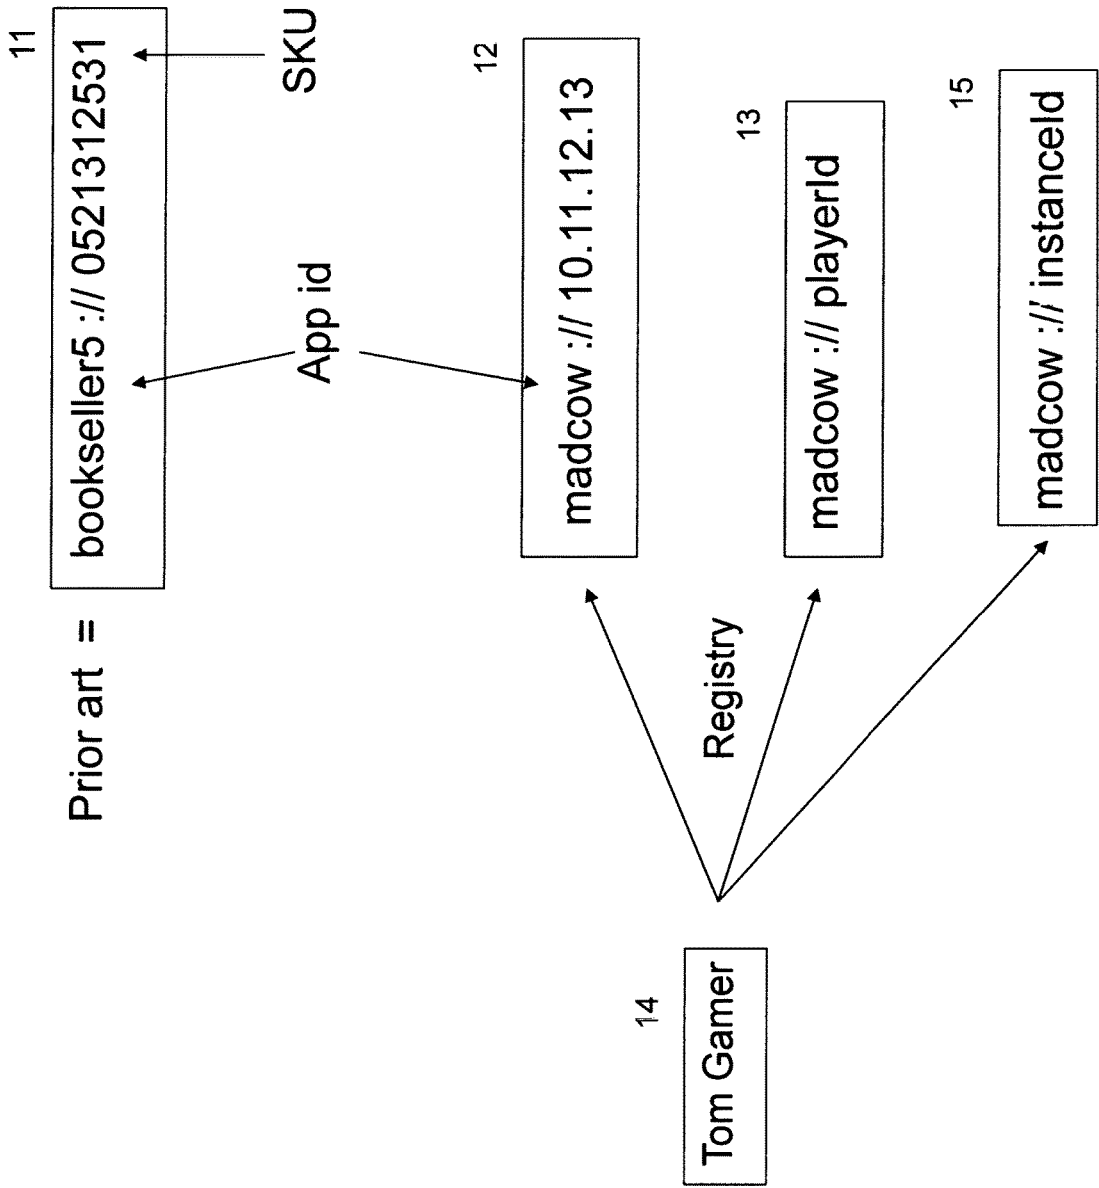 11
Prior art = bookseller5 :// 0521312531
App id
SKU
12
madcow :// 10.11.12.13
14
Tom Gamer
Registry
13
madcow :// playerId
15
madcow :// instanceId